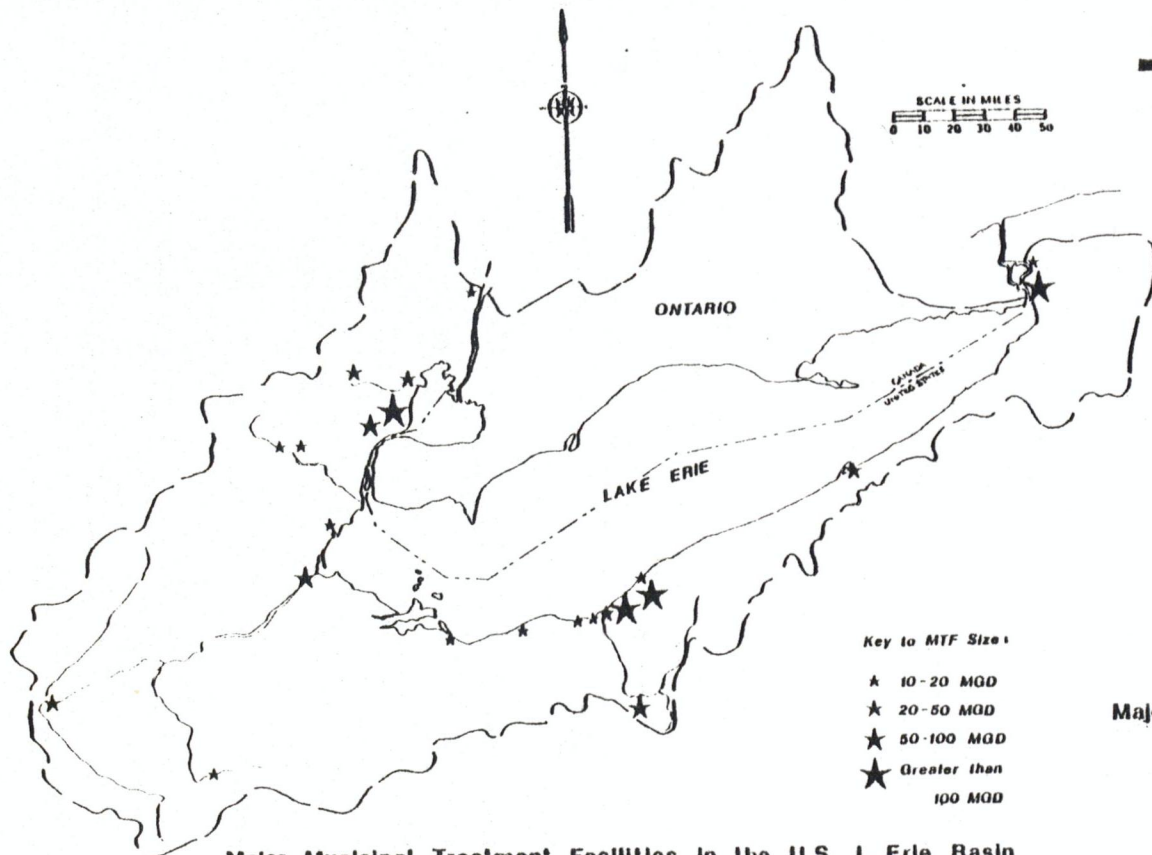 SCALE IN MILES
0 10 20 30 40 50
ONTARIO
CANADA
UNITED STATES
LAKE ERIE
Key to MTF Size:
10-20 MGD
20-50 MGD
50-100 MGD
Greater than
100 MGD
Maj
Major Municipal Treatment Facilities in the U.S. L. Erie Basin